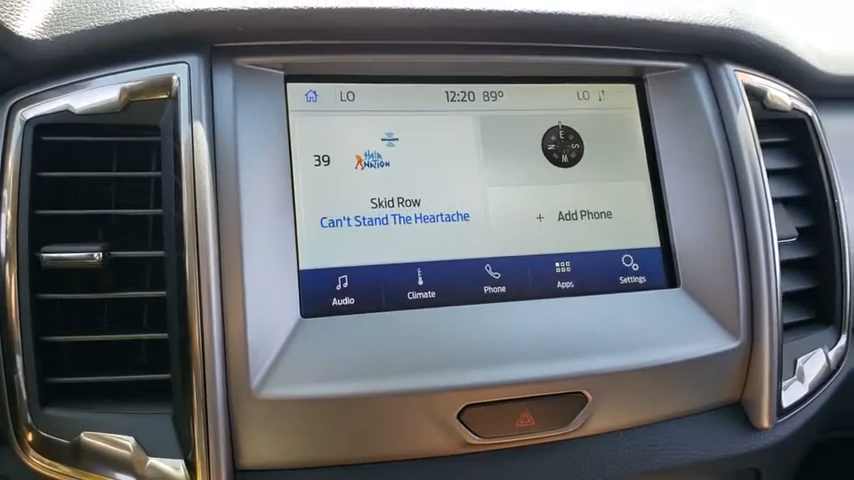 LO 12:20 89° LO
39 Hair NATION
E
N S
W
Skid Row
Can't Stand The Heartache
+ Add Phone
Audio Climate Phone Apps Settings